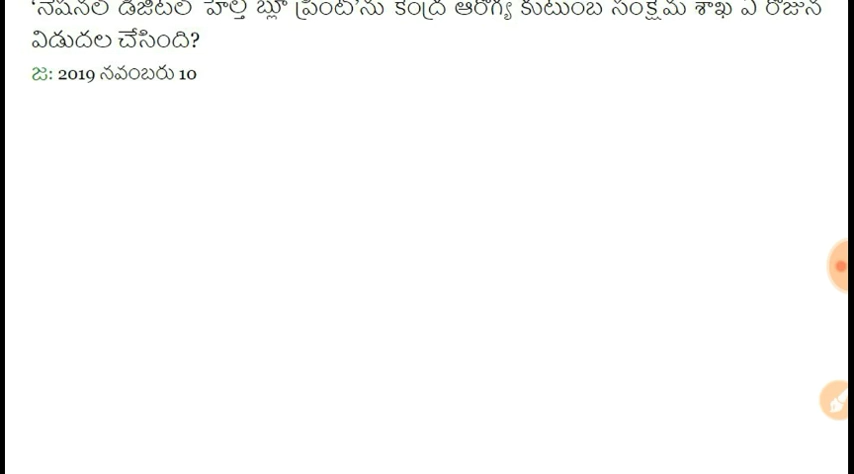 ‘నేషనల్ డిజిటల్ హెల్త్ బ్లూ ప్రింట్’ను కేంద్ర ఆరోగ్య కుటుంబ సంక్షేమ శాఖ ఏ రోజున
విడుదల చేసింది?
జ: 2019 నవంబరు 10